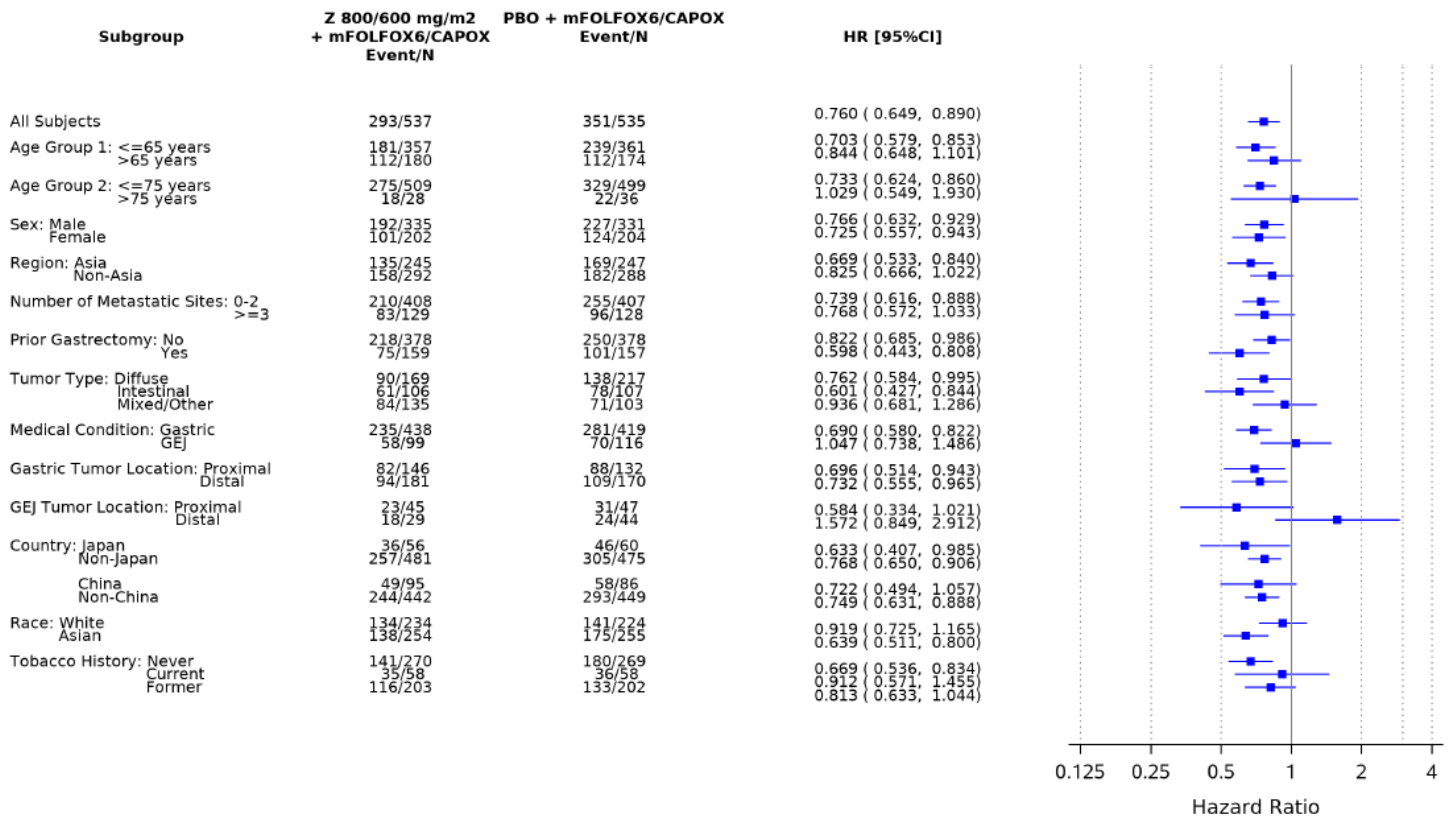 Subgroup Z 800/600 mg/m2 + mFOLFOX6/CAPOX Event/N PBO + mFOLFOX6/CAPOX Event/N HR [95%CI]
All Subjects 293/537 351/535 0.760 ( 0.649, 0.890)
Age Group 1: <=65 years 181/357 239/361 0.703 ( 0.579, 0.853)
>65 years 112/180 112/174 0.844 ( 0.648, 1.101)
Age Group 2: <=75 years 275/509 329/499 0.733 ( 0.624, 0.860)
>75 years 18/28 22/36 1.029 ( 0.549, 1.930)
Sex: Male 192/335 227/331 0.766 ( 0.632, 0.929)
Female 101/202 124/204 0.725 ( 0.557, 0.943)
Region: Asia 135/245 169/247 0.669 ( 0.533, 0.840)
Non-Asia 158/292 182/288 0.825 ( 0.666, 1.022)
Number of Metastatic Sites: 0-2 210/408 255/407 0.739 ( 0.616, 0.888)
>=3 83/129 96/128 0.768 ( 0.572, 1.033)
Prior Gastrectomy: No 218/378 250/378 0.822 ( 0.685, 0.986)
Yes 75/159 101/157 0.598 ( 0.443, 0.808)
Tumor Type: Diffuse 90/169 138/217 0.762 ( 0.584, 0.995)
Intestinal 61/106 78/107 0.601 ( 0.427, 0.844)
Mixed/Other 84/135 71/103 0.936 ( 0.681, 1.286)
Medical Condition: Gastric 235/438 281/419 0.690 ( 0.580, 0.822)
GEJ 58/99 70/116 1.047 ( 0.738, 1.486)
Gastric Tumor Location: Proximal 82/146 88/132 0.696 ( 0.514, 0.943)
Distal 94/181 109/170 0.732 ( 0.555, 0.965)
GEJ Tumor Location: Proximal 23/45 31/47 0.584 ( 0.334, 1.021)
Distal 18/29 24/44 1.572 ( 0.849, 2.912)
Country: Japan 36/56 46/60 0.633 ( 0.407, 0.985)
Non-Japan 257/481 305/475 0.768 ( 0.650, 0.906)
China 49/95 58/86 0.722 ( 0.494, 1.057)
Non-China 244/442 293/449 0.749 ( 0.631, 0.888)
Race: White 134/234 141/224 0.919 ( 0.725, 1.165)
Asian 138/254 175/255 0.639 ( 0.511, 0.800)
Tobacco History: Never 141/270 180/269 0.669 ( 0.536, 0.834)
Current 35/58 36/58 0.912 ( 0.571, 1.455)
Former 116/203 133/202 0.813 ( 0.633, 1.044)
0.125 0.25 0.5 1 2 4
Hazard Ratio